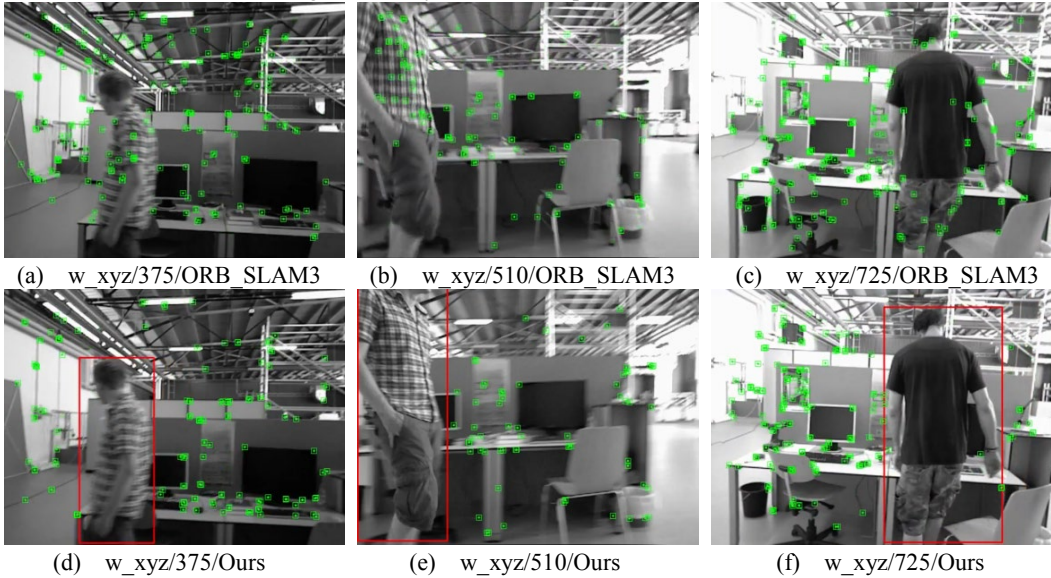 (a) w_xyz/375/ORB_SLAM3
(b) w_xyz/510/ORB_SLAM3
(c) w_xyz/725/ORB_SLAM3
(d) w_xyz/375/Ours
(e) w_xyz/510/Ours
(f) w_xyz/725/Ours